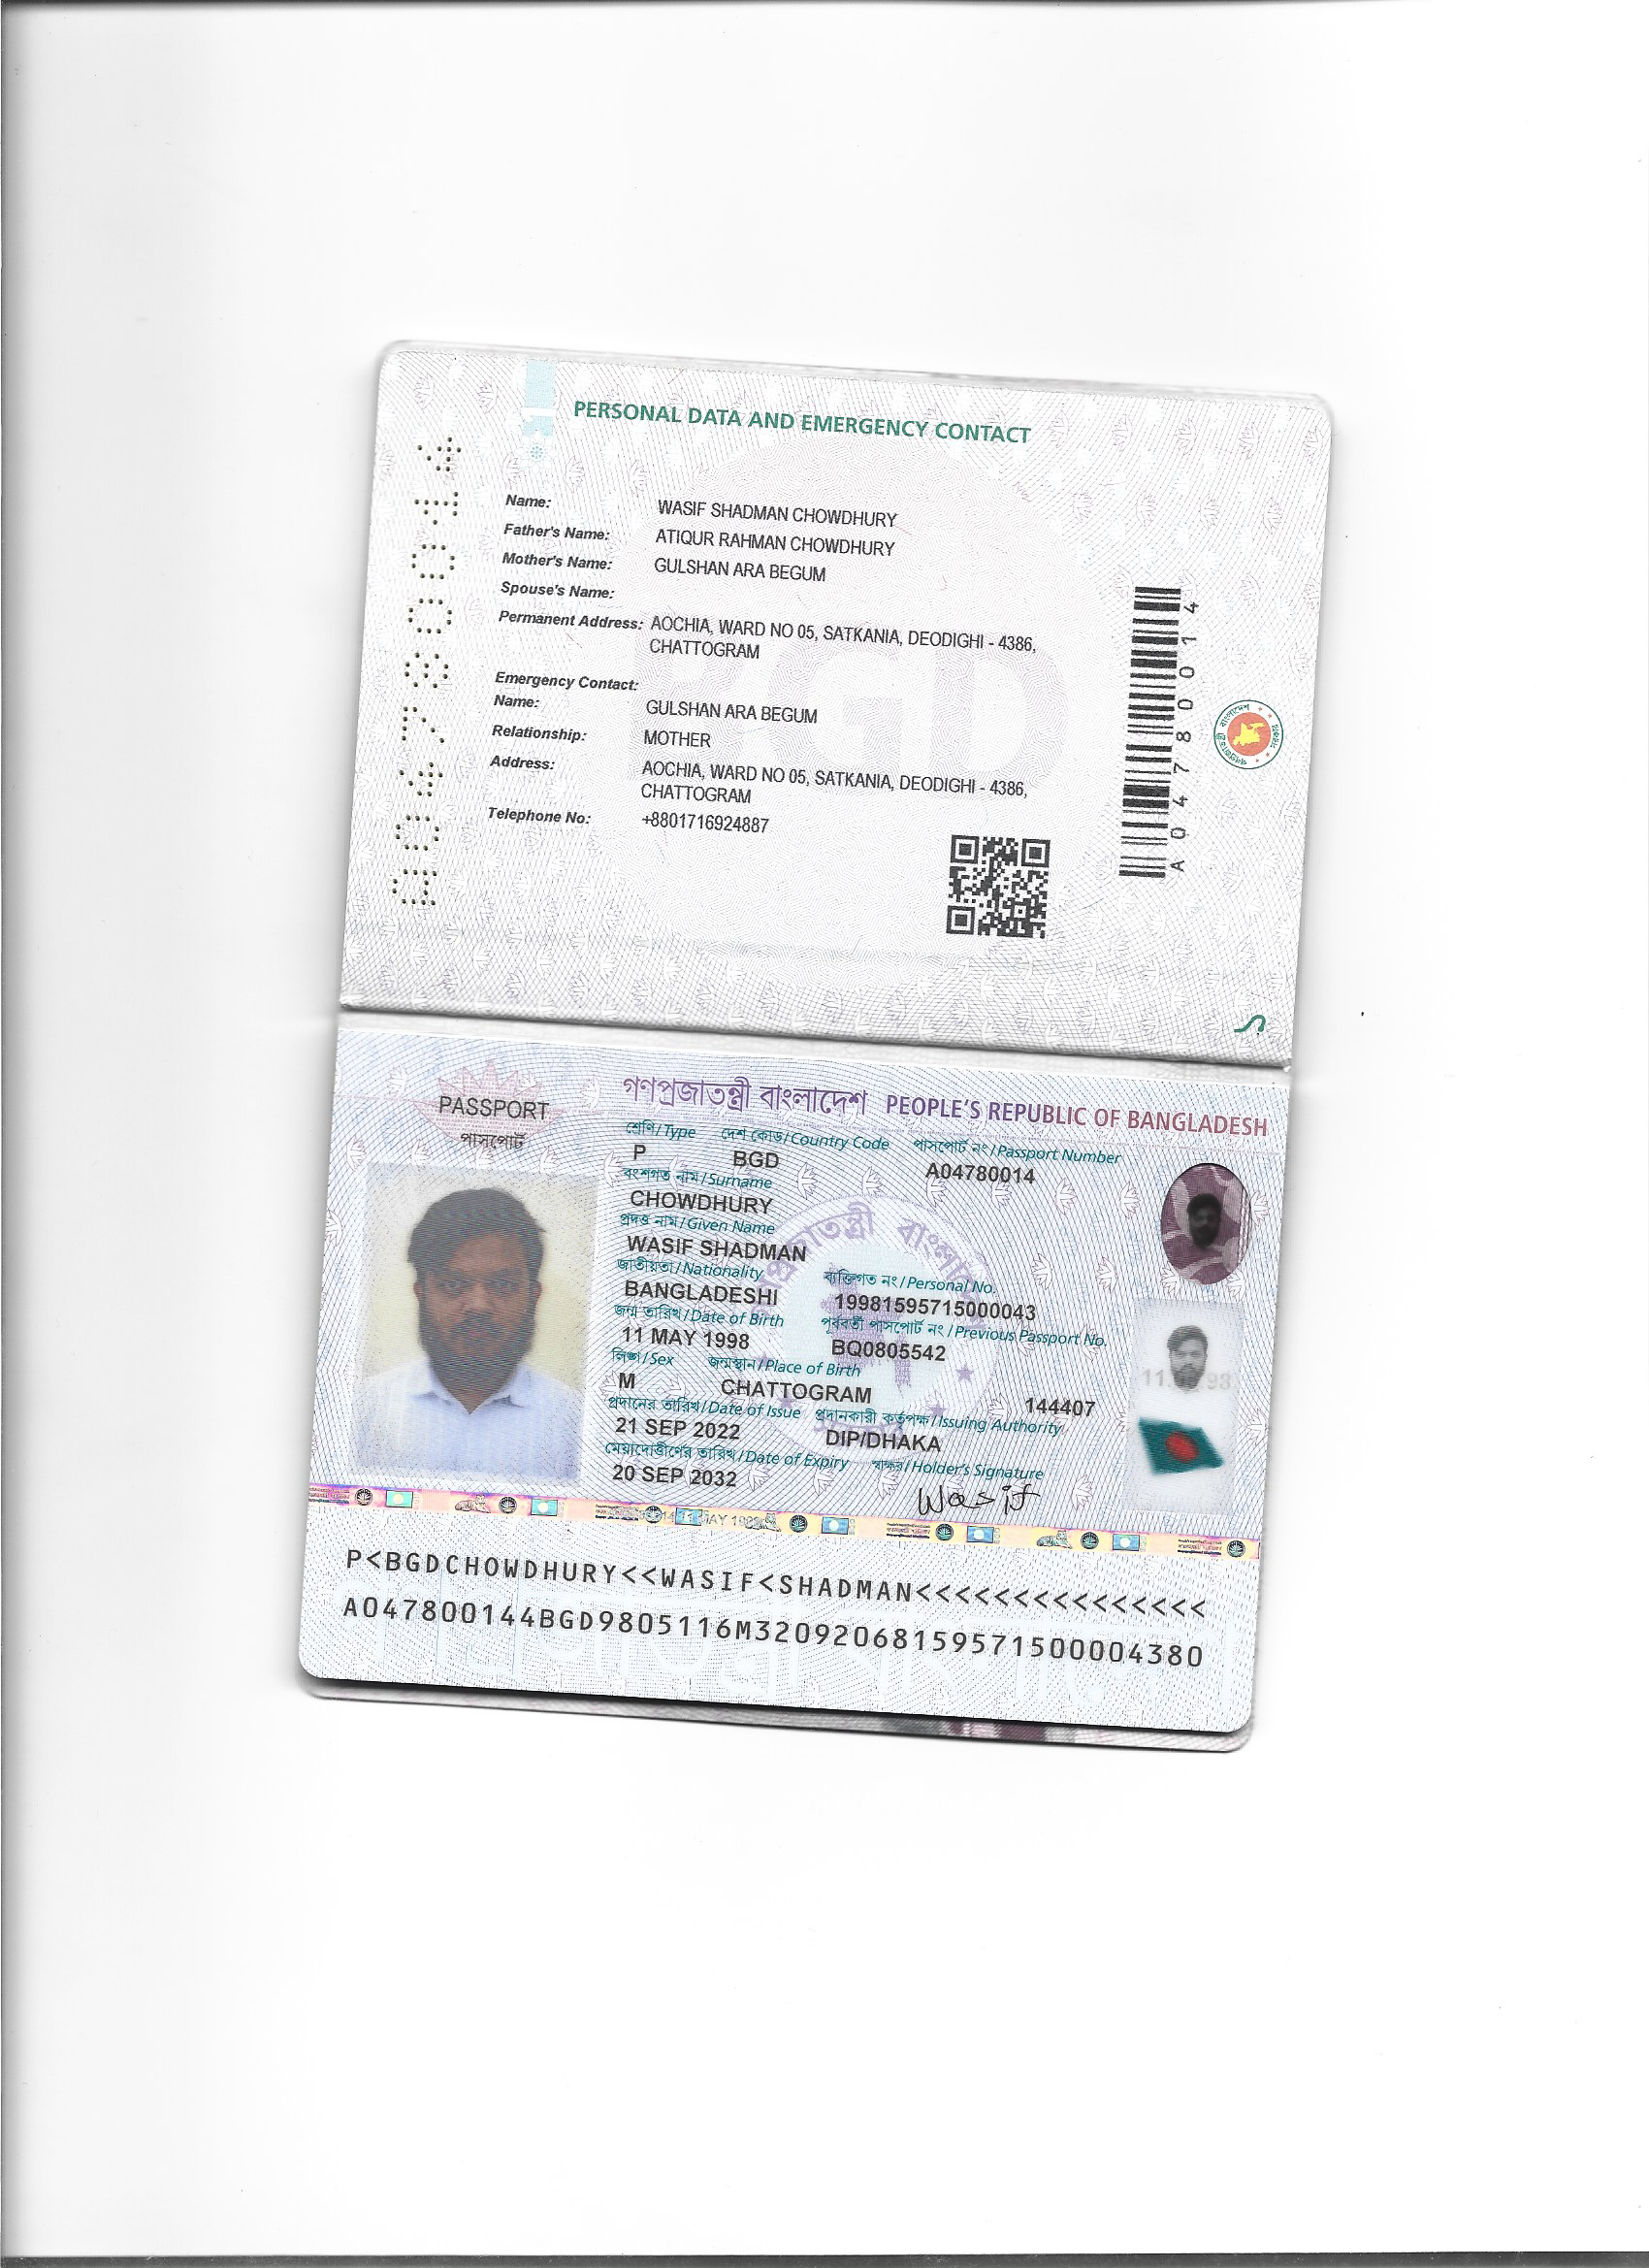 PERSONAL DATA AND EMERGENCY CONTACT
Name: WASIF SHADMAN CHOWDHURY
Father's Name: ATIQUR RAHMAN CHOWDHURY
Mother's Name: GULSHAN ARA BEGUM
Spouse's Name:
Permanent Address: AOCHIA, WARD NO 05, SATKANIA, DEODIGHI - 4386,
CHATTOGRAM
Emergency Contact:
Name: GULSHAN ARA BEGUM
Relationship: MOTHER
Address: AOCHIA, WARD NO 05, SATKANIA, DEODIGHI - 4386,
CHATTOGRAM
Telephone No: +8801716924887
A04780014
A04780014
PASSPORT
পাসপোর্ট
গণপ্রজাতন্ত্রী বাংলাদেশ PEOPLE'S REPUBLIC OF BANGLADESH
শ্রেণি/Type দেশ কোড/Country Code পাসপোর্ট নং/Passport Number
P BGD A04780014
বংশগত নাম/Surname
CHOWDHURY
প্রদত্ত নাম/Given Name
WASIF SHADMAN
জাতীয়তা/Nationality ব্যক্তিগত নং/Personal No.
BANGLADESHI 19981595715000043
জন্ম তারিখ/Date of Birth পূর্ববর্তী পাসপোর্ট নং/Previous Passport No.
11 MAY 1998 BQ0805542
লিঙ্গ/Sex জন্মস্থান/Place of Birth
M CHATTOGRAM 144407
প্রদানের তারিখ/Date of Issue প্রদানকারী কর্তৃপক্ষ/Issuing Authority
21 SEP 2022 DIP/DHAKA
মেয়াদোত্তীর্ণের তারিখ/Date of Expiry স্বাক্ষর/Holder's Signature
20 SEP 2032 Wasif
P<BGDCHOWDHURY<<WASIF<SHADMAN<<<<<<<<<<<<<<<
A047800144BGD9805116M32092068159571500004380